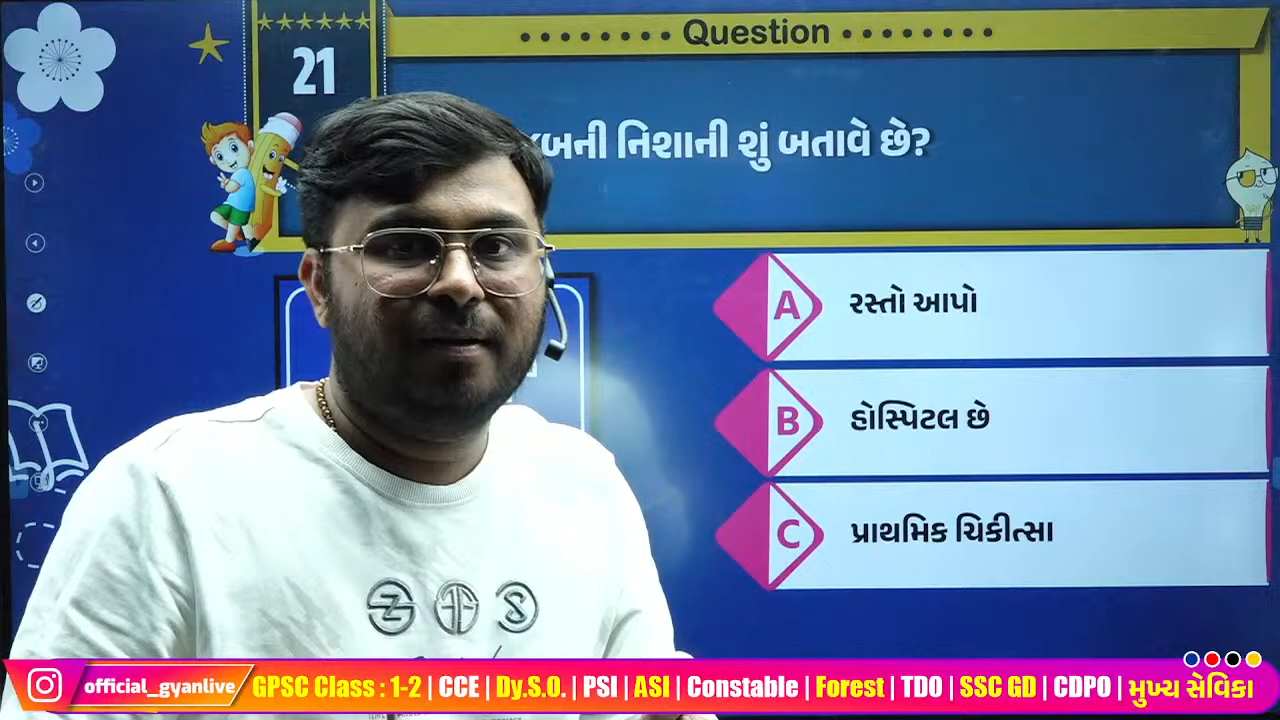 Question
21
નિશાની શું બતાવે છે?
A
રસ્તો આપો
B
હોસ્પિટલ છે
C
પ્રાથમિક ચિકીત્સા
ZTS
official_gyanlive
GPSC Class : 1-2 | CCE | Dy.S.O. | PSI | ASI | Constable | Forest | TDO | SSC GD | CDPO | મુખ્ય સેવિકા